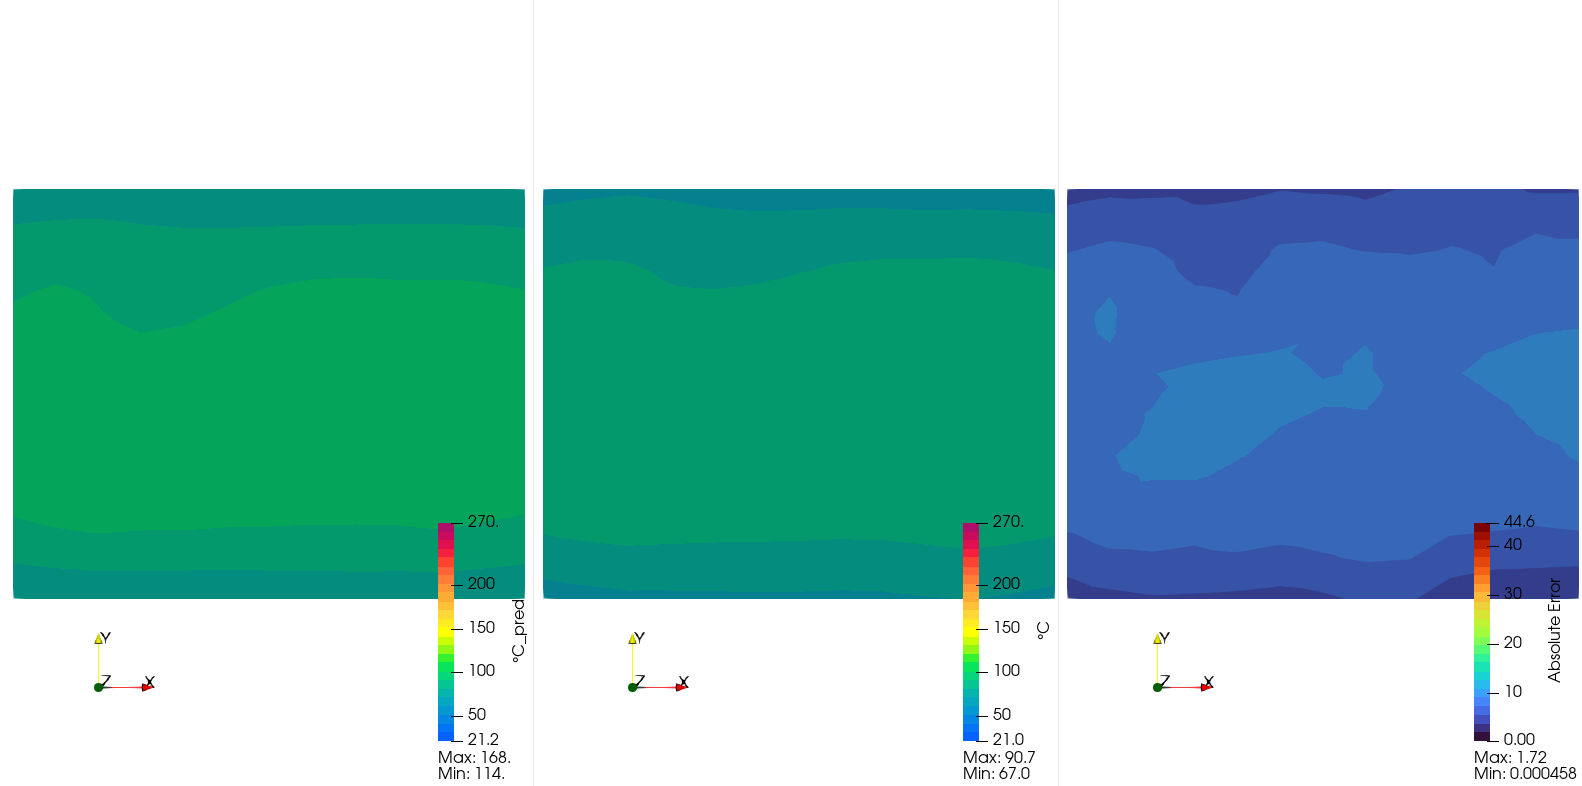 270.
200
150
100
50
21.2
°C_pred
Max: 168.
Min: 114.
Y
Z
X
270.
200
150
100
50
21.0
°C
Max: 90.7
Min: 67.0
Y
Z
X
44.6
40
30
20
10
0.00
Absolute Error
Max: 1.72
Min: 0.000458
Y
Z
X